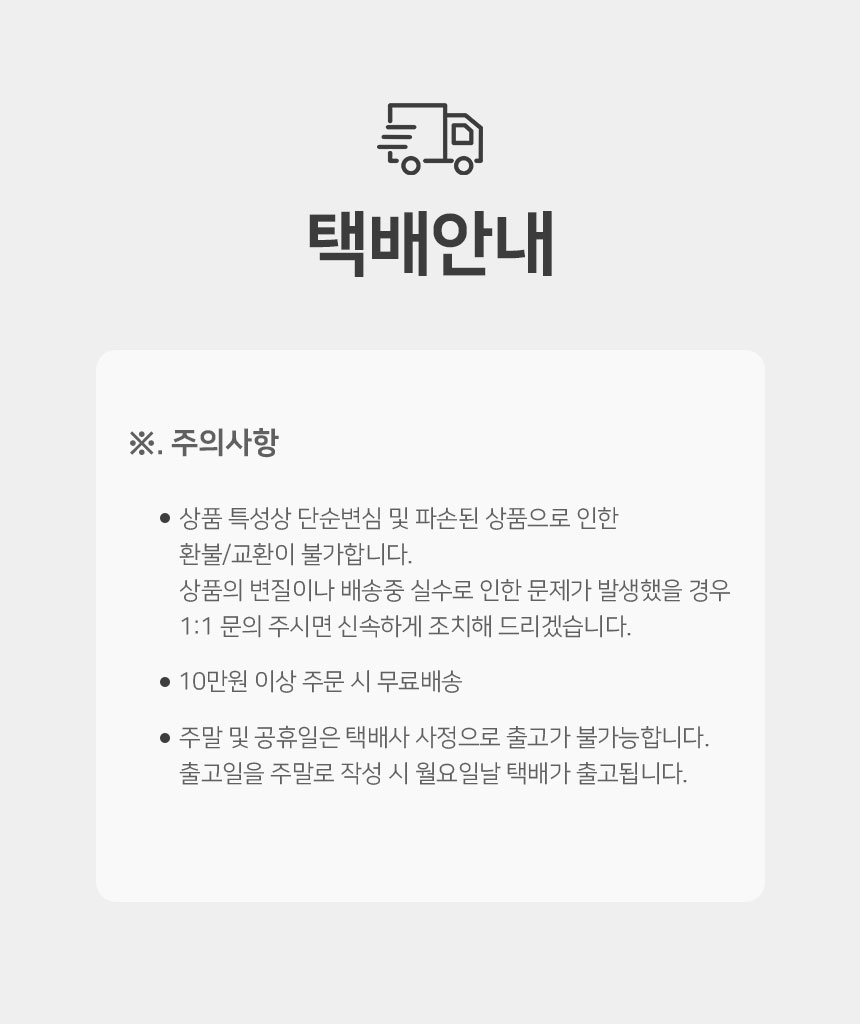 택배안내
※. 주의사항
● 상품 특성상 단순변심 및 파손된 상품으로 인한
환불/교환이 불가합니다.
상품의 변질이나 배송중 실수로 인한 문제가 발생했을 경우
1:1 문의 주시면 신속하게 조치해 드리겠습니다.
● 10만원 이상 주문 시 무료배송
● 주말 및 공휴일은 택배사 사정으로 출고가 불가능합니다.
출고일을 주말로 작성 시 월요일날 택배가 출고됩니다.